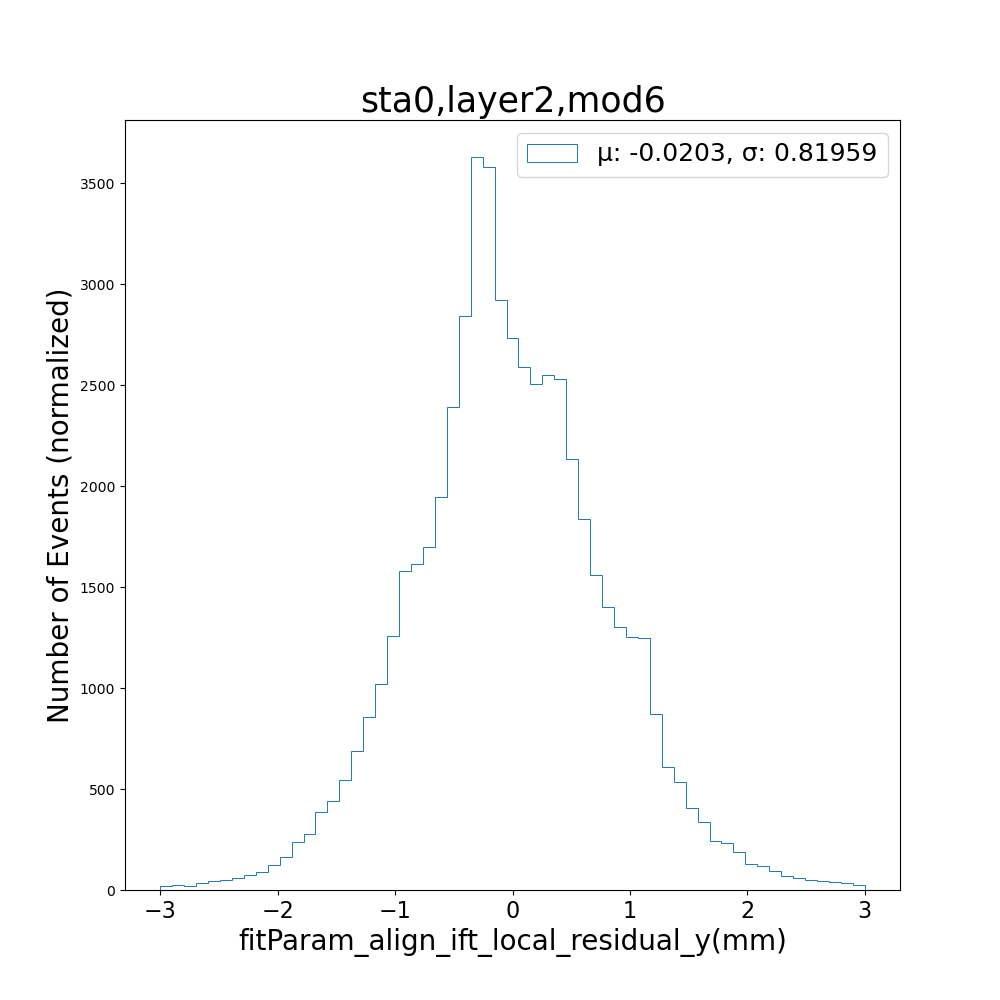 sta0,layer2,mod6
μ: -0.0203, σ: 0.81959
3500
3000
2500
2000
1500
1000
500
0
Number of Events (normalized)
−3 −2 −1 0 1 2 3
fitParam_align_ift_local_residual_y(mm)